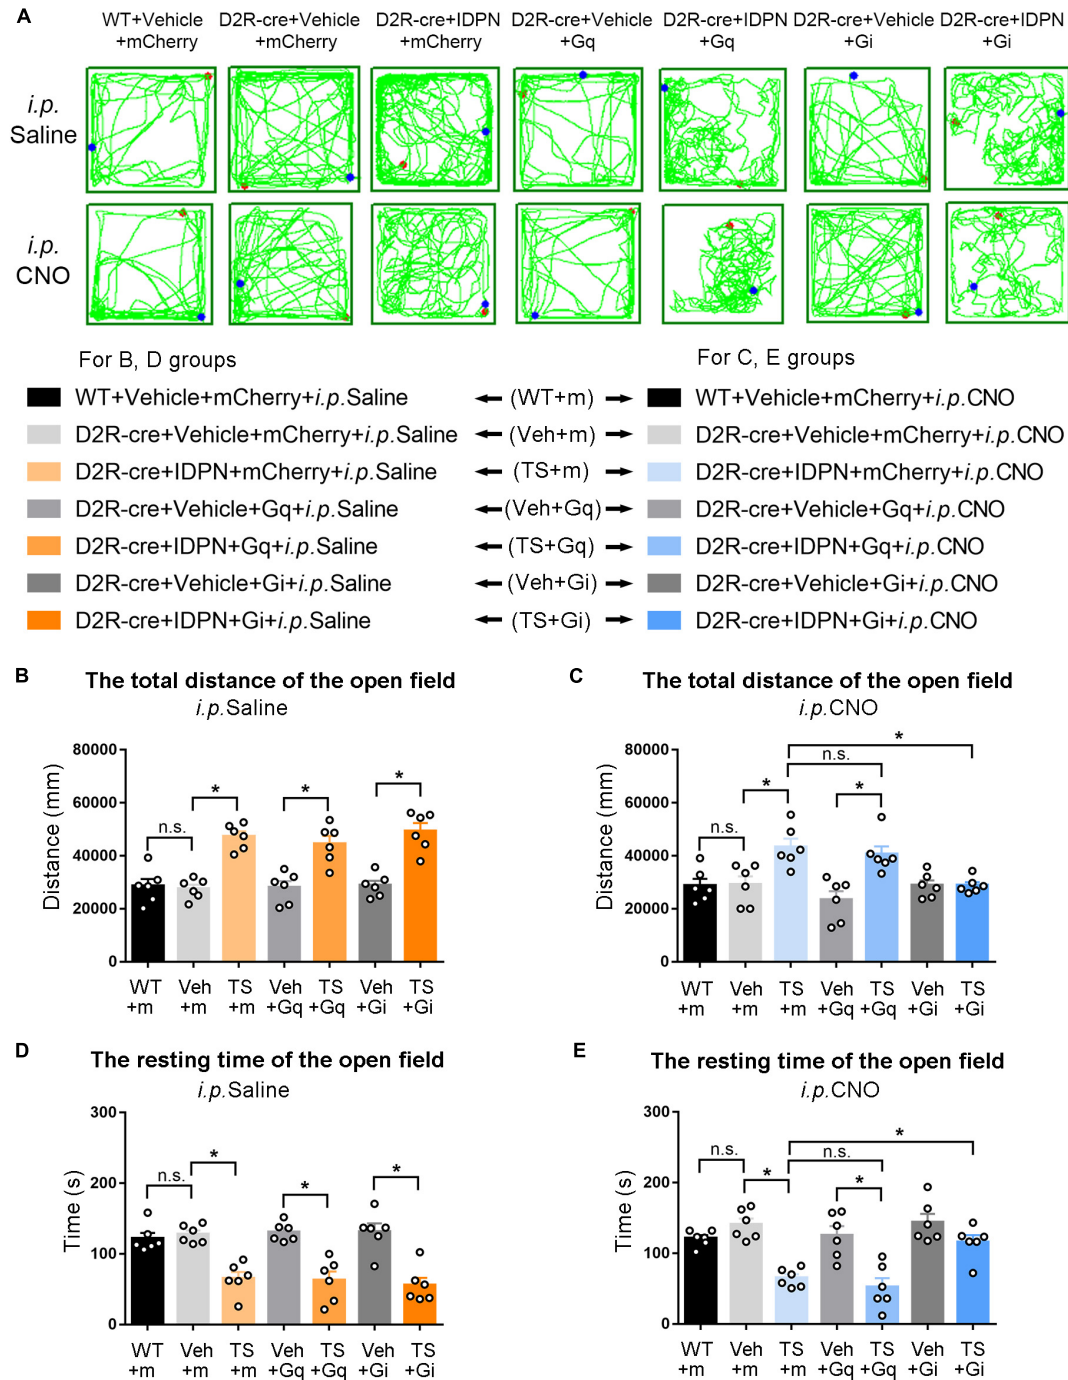 A
WT+Vehicle +mCherry
D2R-cre+Vehicle +mCherry
D2R-cre+IDPN +mCherry
D2R-cre+Vehicle +Gq
D2R-cre+IDPN +Gq
D2R-cre+Vehicle +Gi
D2R-cre+IDPN +Gi
i.p.
Saline
i.p.
CNO
For B, D groups
For C, E groups
WT+Vehicle+mCherry+i.p.Saline (WT+m) WT+Vehicle+mCherry+i.p.CNO
D2R-cre+Vehicle+mCherry+i.p.Saline (Veh+m) D2R-cre+Vehicle+mCherry+i.p.CNO
D2R-cre+IDPN+mCherry+i.p.Saline (TS+m) D2R-cre+IDPN+mCherry+i.p.CNO
D2R-cre+Vehicle+Gq+i.p.Saline (Veh+Gq) D2R-cre+Vehicle+Gq+i.p.CNO
D2R-cre+IDPN+Gq+i.p.Saline (TS+Gq) D2R-cre+IDPN+Gq+i.p.CNO
D2R-cre+Vehicle+Gi+i.p.Saline (Veh+Gi) D2R-cre+Vehicle+Gi+i.p.CNO
D2R-cre+IDPN+Gi+i.p.Saline (TS+Gi) D2R-cre+IDPN+Gi+i.p.CNO
B
The total distance of the open field
i.p.Saline
Distance (mm)
80000
60000
40000
20000
0
n.s.
*
*
*
WT Veh TS Veh TS Veh TS
+m +m +m +Gq +Gq +Gi +Gi
C
The total distance of the open field
i.p.CNO
Distance (mm)
80000
60000
40000
20000
0
n.s.
*
n.s.
*
*
WT Veh TS Veh TS Veh TS
+m +m +m +Gq +Gq +Gi +Gi
D
The resting time of the open field
i.p.Saline
Time (s)
300
200
100
0
n.s.
*
*
*
WT Veh TS Veh TS Veh TS
+m +m +m +Gq +Gq +Gi +Gi
E
The resting time of the open field
i.p.CNO
Time (s)
300
200
100
0
n.s.
*
n.s.
*
*
WT Veh TS Veh TS Veh TS
+m +m +m +Gq +Gq +Gi +Gi